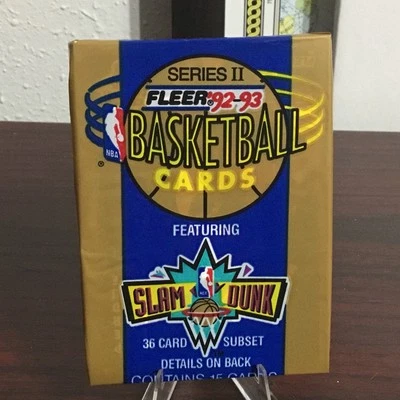 SERIES II
FLEER '92-93
NBA BASKETBALL
®
CARDS
FEATURING
SLAM DUNK
36 CARD SUBSET
DETAILS ON BACK
CONTAINS 15 CARDS